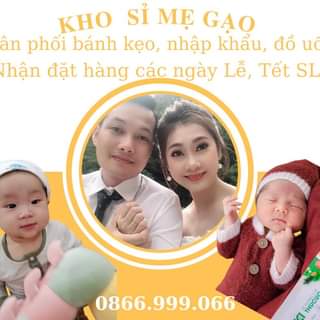 KHO SỈ MẸ GẠO
ân phối bánh kẹo, nhập khẩu, đồ uố
Nhận đặt hàng các ngày Lễ, Tết SL
0866.999.066